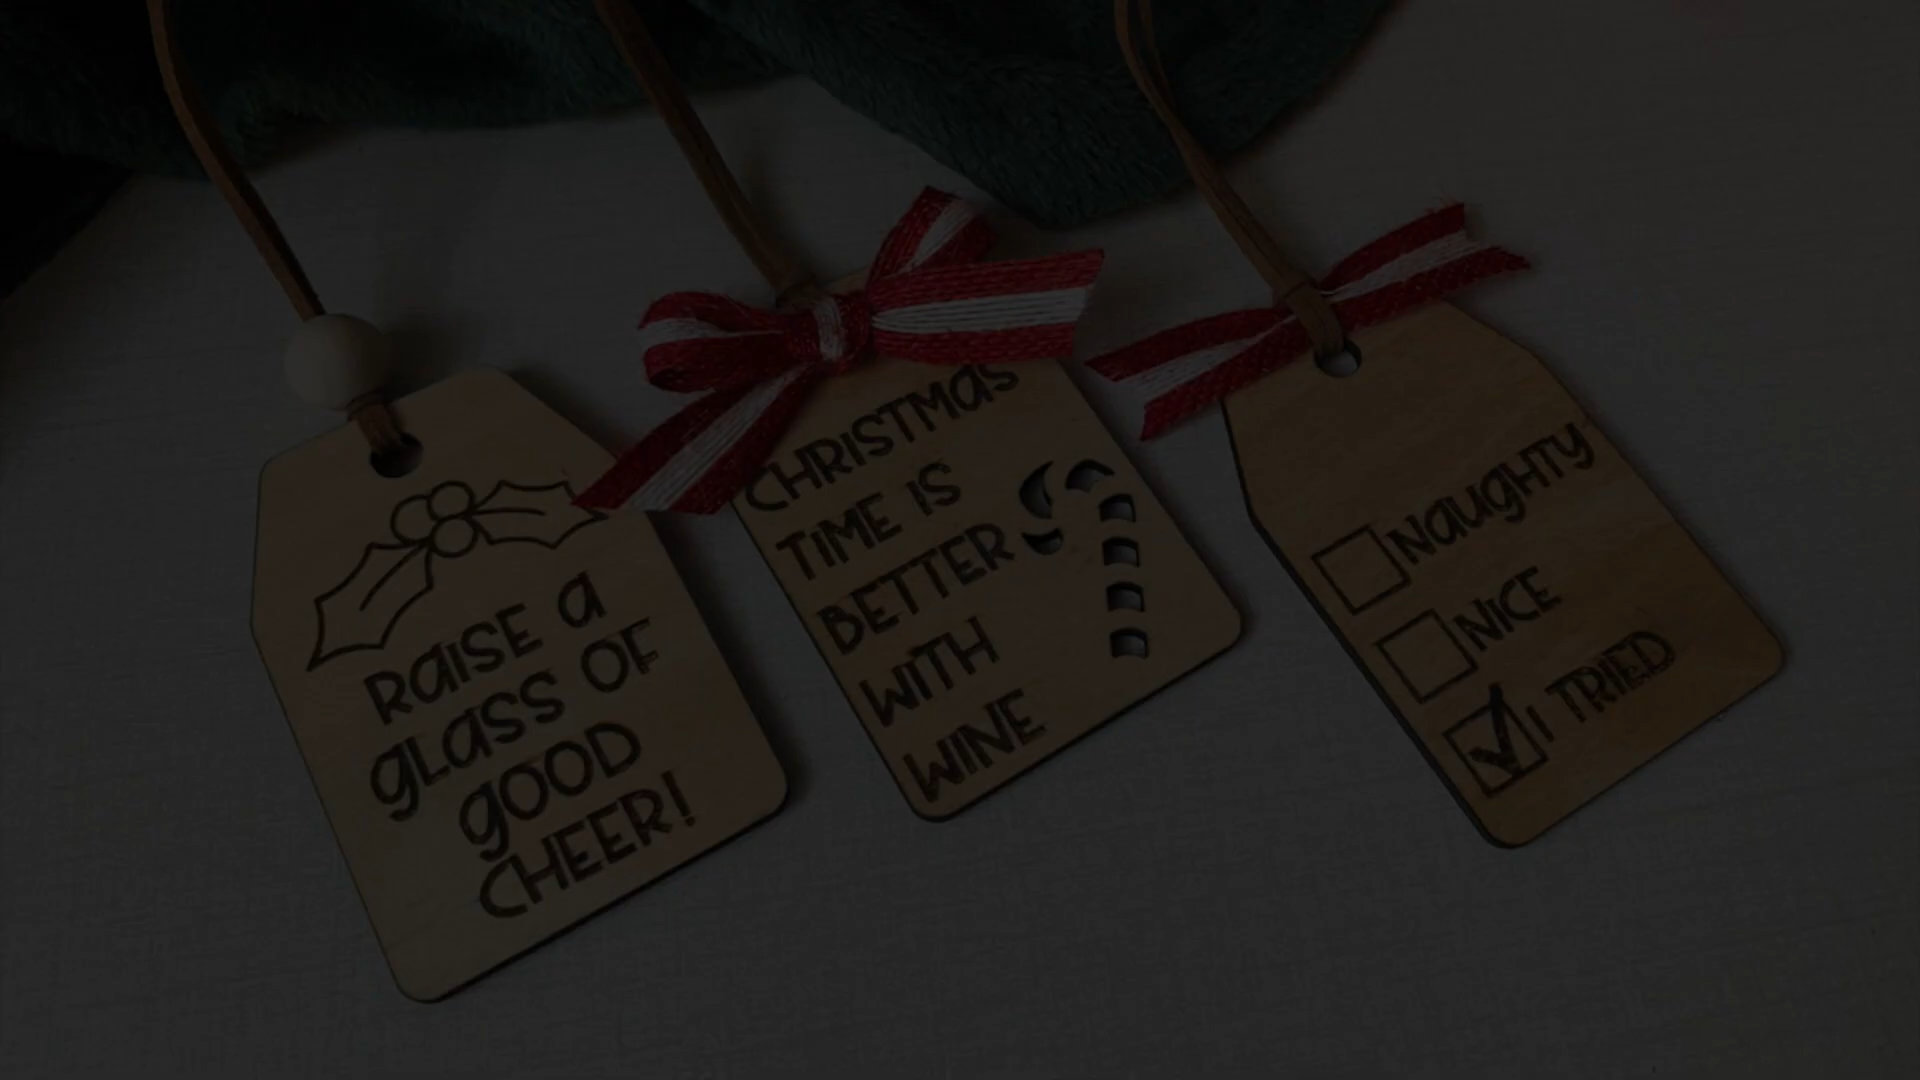 RAISE a
gLaSS OF
gOOD
CHEER!
CHRISTMaS
TIME IS
BETTER
WITH
WINE
NaugHTY
NICE
I TRIED